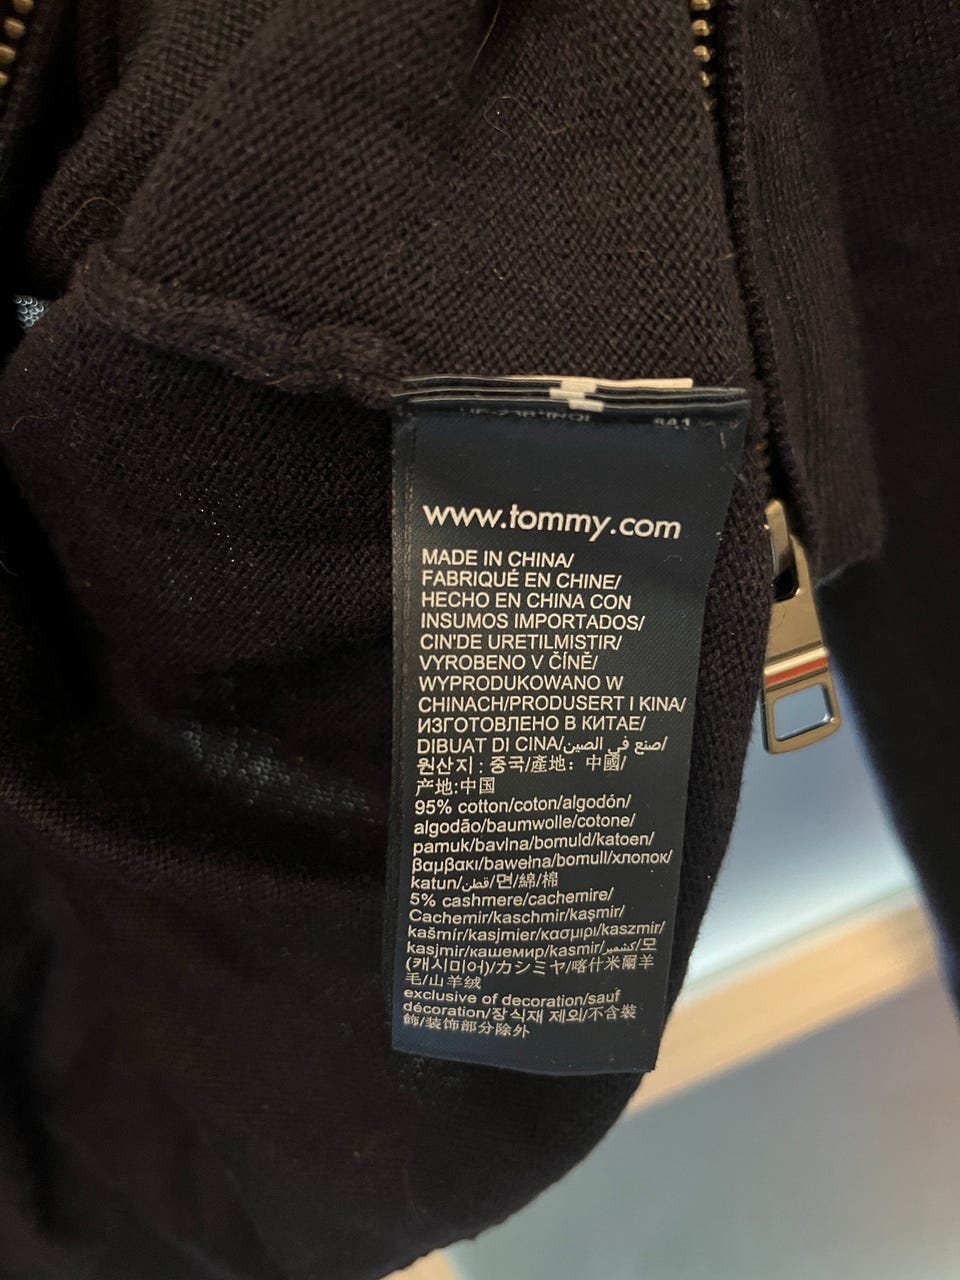 www.tommy.com
MADE IN CHINA/
FABRIQUÉ EN CHINE/
HECHO EN CHINA CON
INSUMOS IMPORTADOS/
CIN'DE URETILMISTIR/
VYROBENO V ČÍNĚ/
WYPRODUKOWANO W
CHINACH/PRODUSERT I KINA/
ИЗГОТОВЛЕНО В КИТАЕ/
DIBUAT DI CINA/صنع في الصين/
원산지: 중국/產地: 中國/
产地:中国
95% cotton/coton/algodón/
algodão/baumwolle/cotone/
pamuk/bavlna/bomuld/katoen/
βαμβακι/bawełna/bomull/хлопок/
katun/قطن/면/綿/棉
5% cashmere/cachemire/
Cachemir/kaschmir/kaşmir/
kašmír/kasjmier/κασμιρι/kaszmir/
kasjmir/кашемир/kasmir/كشمير/모
(캐시미어)/カシミヤ/喀什米爾羊
毛/山羊绒
exclusive of decoration/sauf
décoration/장식재 제외/不含裝
飾/装饰部分除外